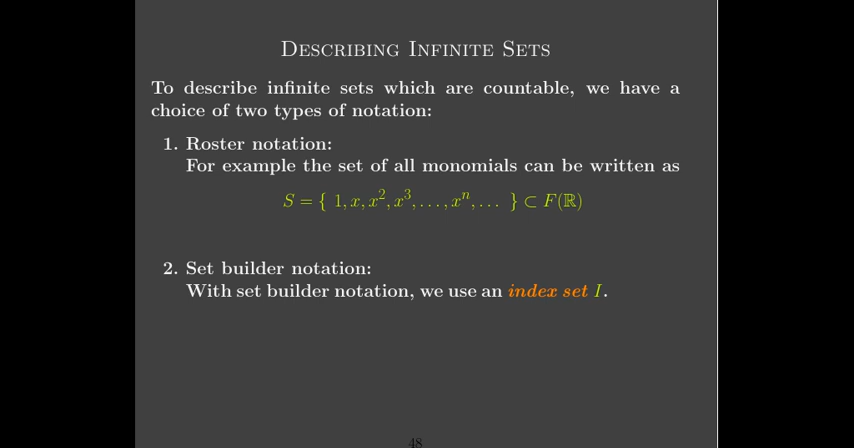 Describing Infinite Sets
To describe infinite sets which are countable, we have a
choice of two types of notation:
1. Roster notation:
For example the set of all monomials can be written as
S = { 1, x, x², x³, . . . , xⁿ, . . . } ⊂ F(ℝ)
2. Set builder notation:
With set builder notation, we use an index set I.
48